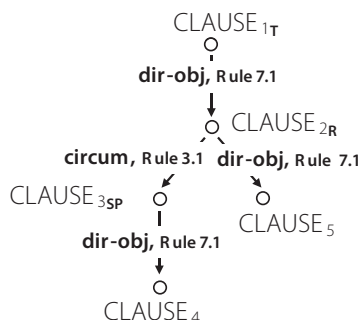 CLAUSE 1T
dir-obj, Rule 7.1
CLAUSE 2R
circum, Rule 3.1 dir-obj, Rule 7.1
CLAUSE 3SP
CLAUSE 5
dir-obj, Rule 7.1
CLAUSE 4